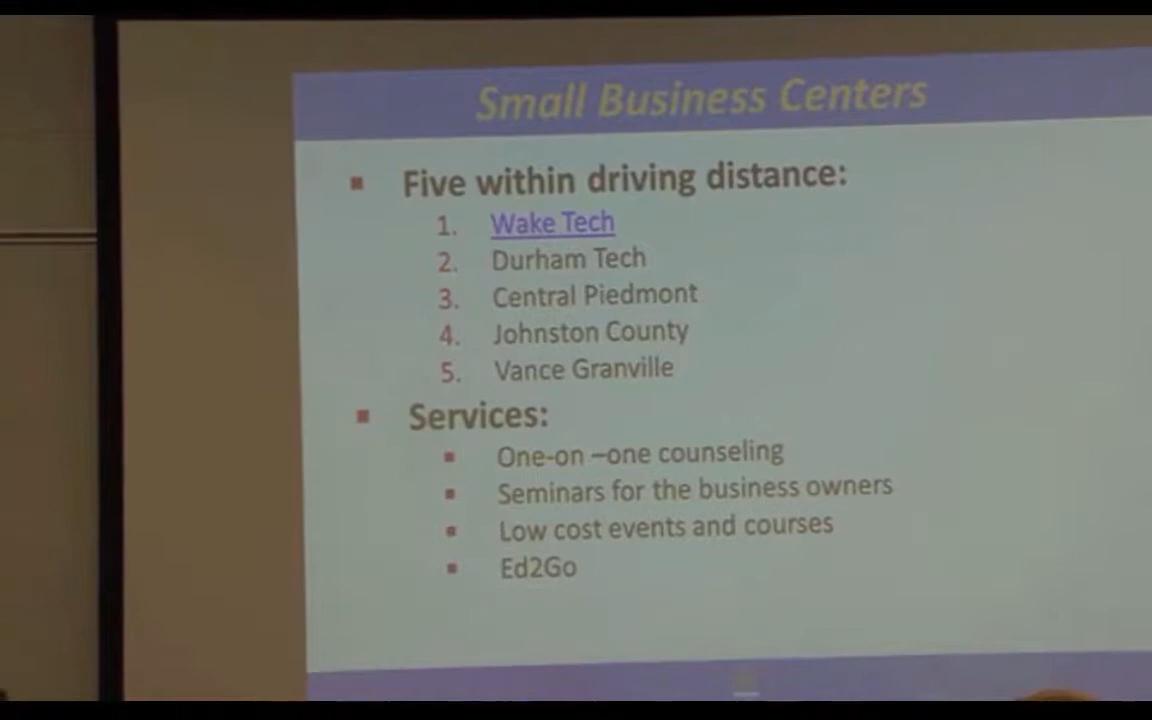 Small Business Centers
▪ Five within driving distance:
1. Wake Tech
2. Durham Tech
3. Central Piedmont
4. Johnston County
5. Vance Granville
▪ Services:
▪ One-on –one counseling
▪ Seminars for the business owners
▪ Low cost events and courses
▪ Ed2Go